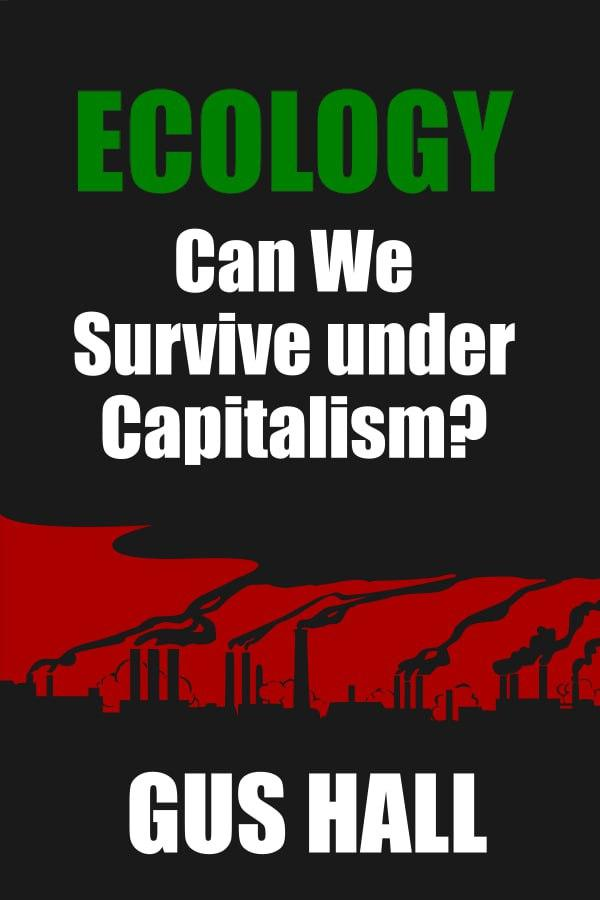 ECOLOGY
Can We
Survive under
Capitalism?
GUS HALL